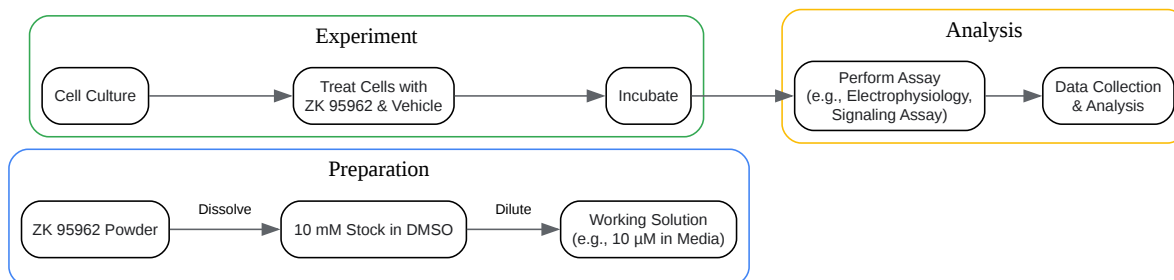 Experiment
Cell Culture
Treat Cells with
ZK 95962 & Vehicle
Incubate
Analysis
Perform Assay
(e.g., Electrophysiology,
Signaling Assay)
Data Collection
& Analysis
Preparation
ZK 95962 Powder
Dissolve
10 mM Stock in DMSO
Dilute
Working Solution
(e.g., 10 µM in Media)